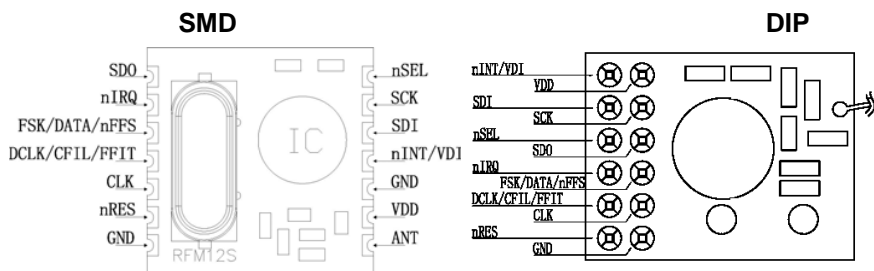 SMD
SDO
nIRQ
FSK/DATA/nFFS
DCLK/CFIL/FFIT
CLK
nRES
GND
IC
RFM12S
nSEL
SCK
SDI
nINT/VDI
GND
VDD
ANT
DIP
nINT/VDI
VDD
SDI
SCK
nSEL
SDO
nIRQ
FSK/DATA/nFFS
DCLK/CFIL/FFIT
CLK
nRES
GND